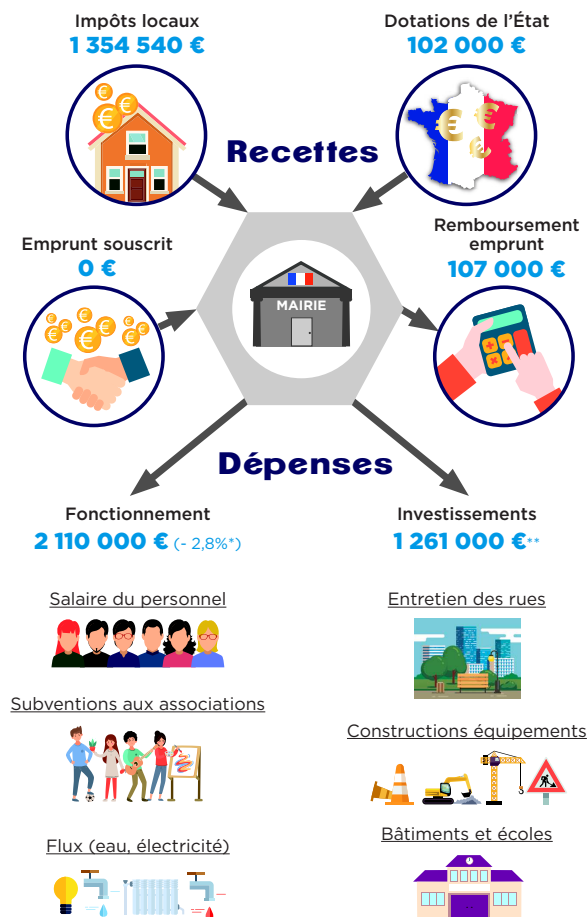 Impôts locaux
1 354 540 €
Dotations de l'État
102 000 €
Recettes
Emprunt souscrit
0 €
Remboursement
emprunt
107 000 €
MAIRIE
Dépenses
Fonctionnement
2 110 000 € (- 2,8%*)
Investissements
1 261 000 €**
Salaire du personnel
Entretien des rues
Subventions aux associations
Constructions équipements
Flux (eau, électricité)
Bâtiments et écoles